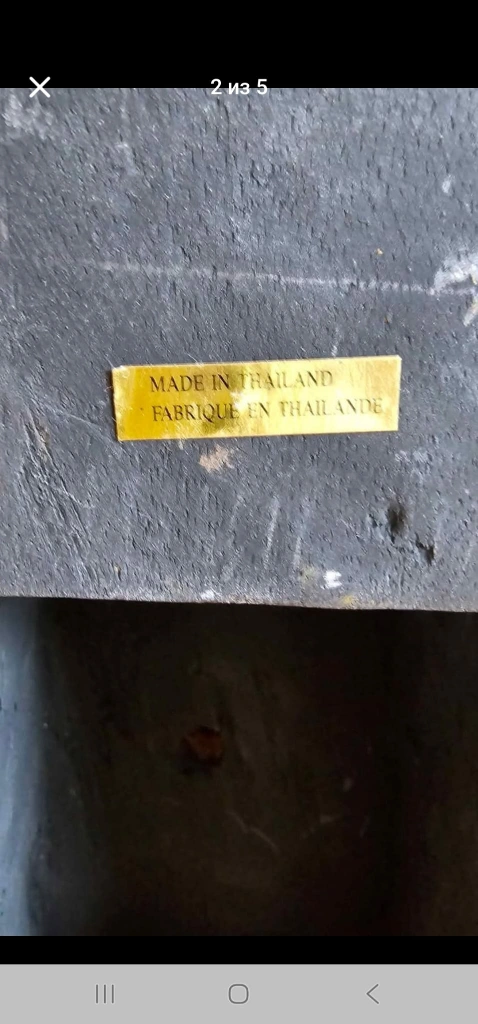 2 из 5
MADE IN THAILAND
FABRIQUE EN THAILANDE